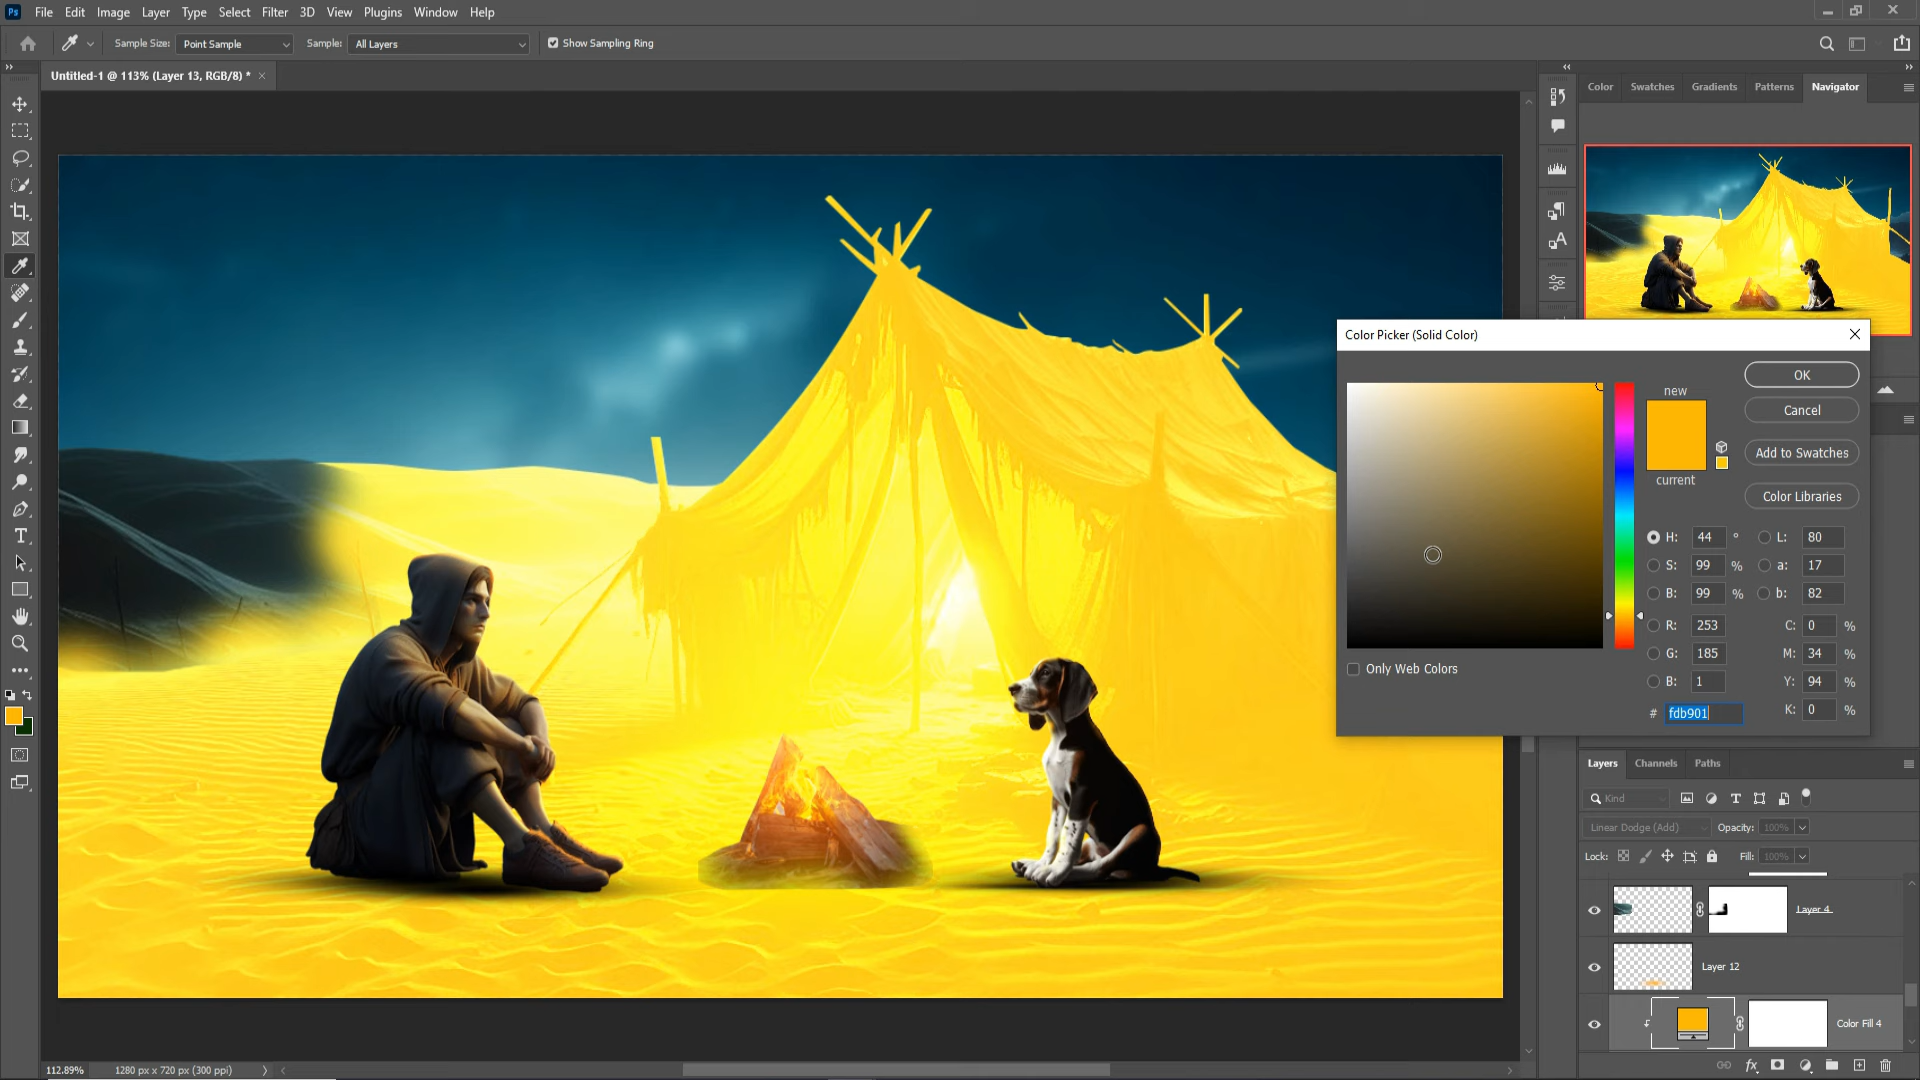 Ps File Edit Image Layer Type Select Filter 3D View Plugins Window Help
Sample Size: Point Sample Sample: All Layers Show Sampling Ring
Untitled-1 @ 113% (Layer 13, RGB/8) *
Color Swatches Gradients Patterns Navigator
Color Picker (Solid Color)
new
current
OK
Cancel
Add to Swatches
Color Libraries
H: 44 ° L: 80
S: 99 % a: 17
B: 99 % b: 82
R: 253 C: 0 %
G: 185 M: 34 %
B: 1 Y: 94 %
# fdb901 K: 0 %
Only Web Colors
Layers Channels Paths
Kind
Linear Dodge (Add) Opacity: 100%
Lock: Fill: 100%
Layer 4
Layer 12
Color Fill 4
fx
112.89% 1280 px x 720 px (300 ppi)